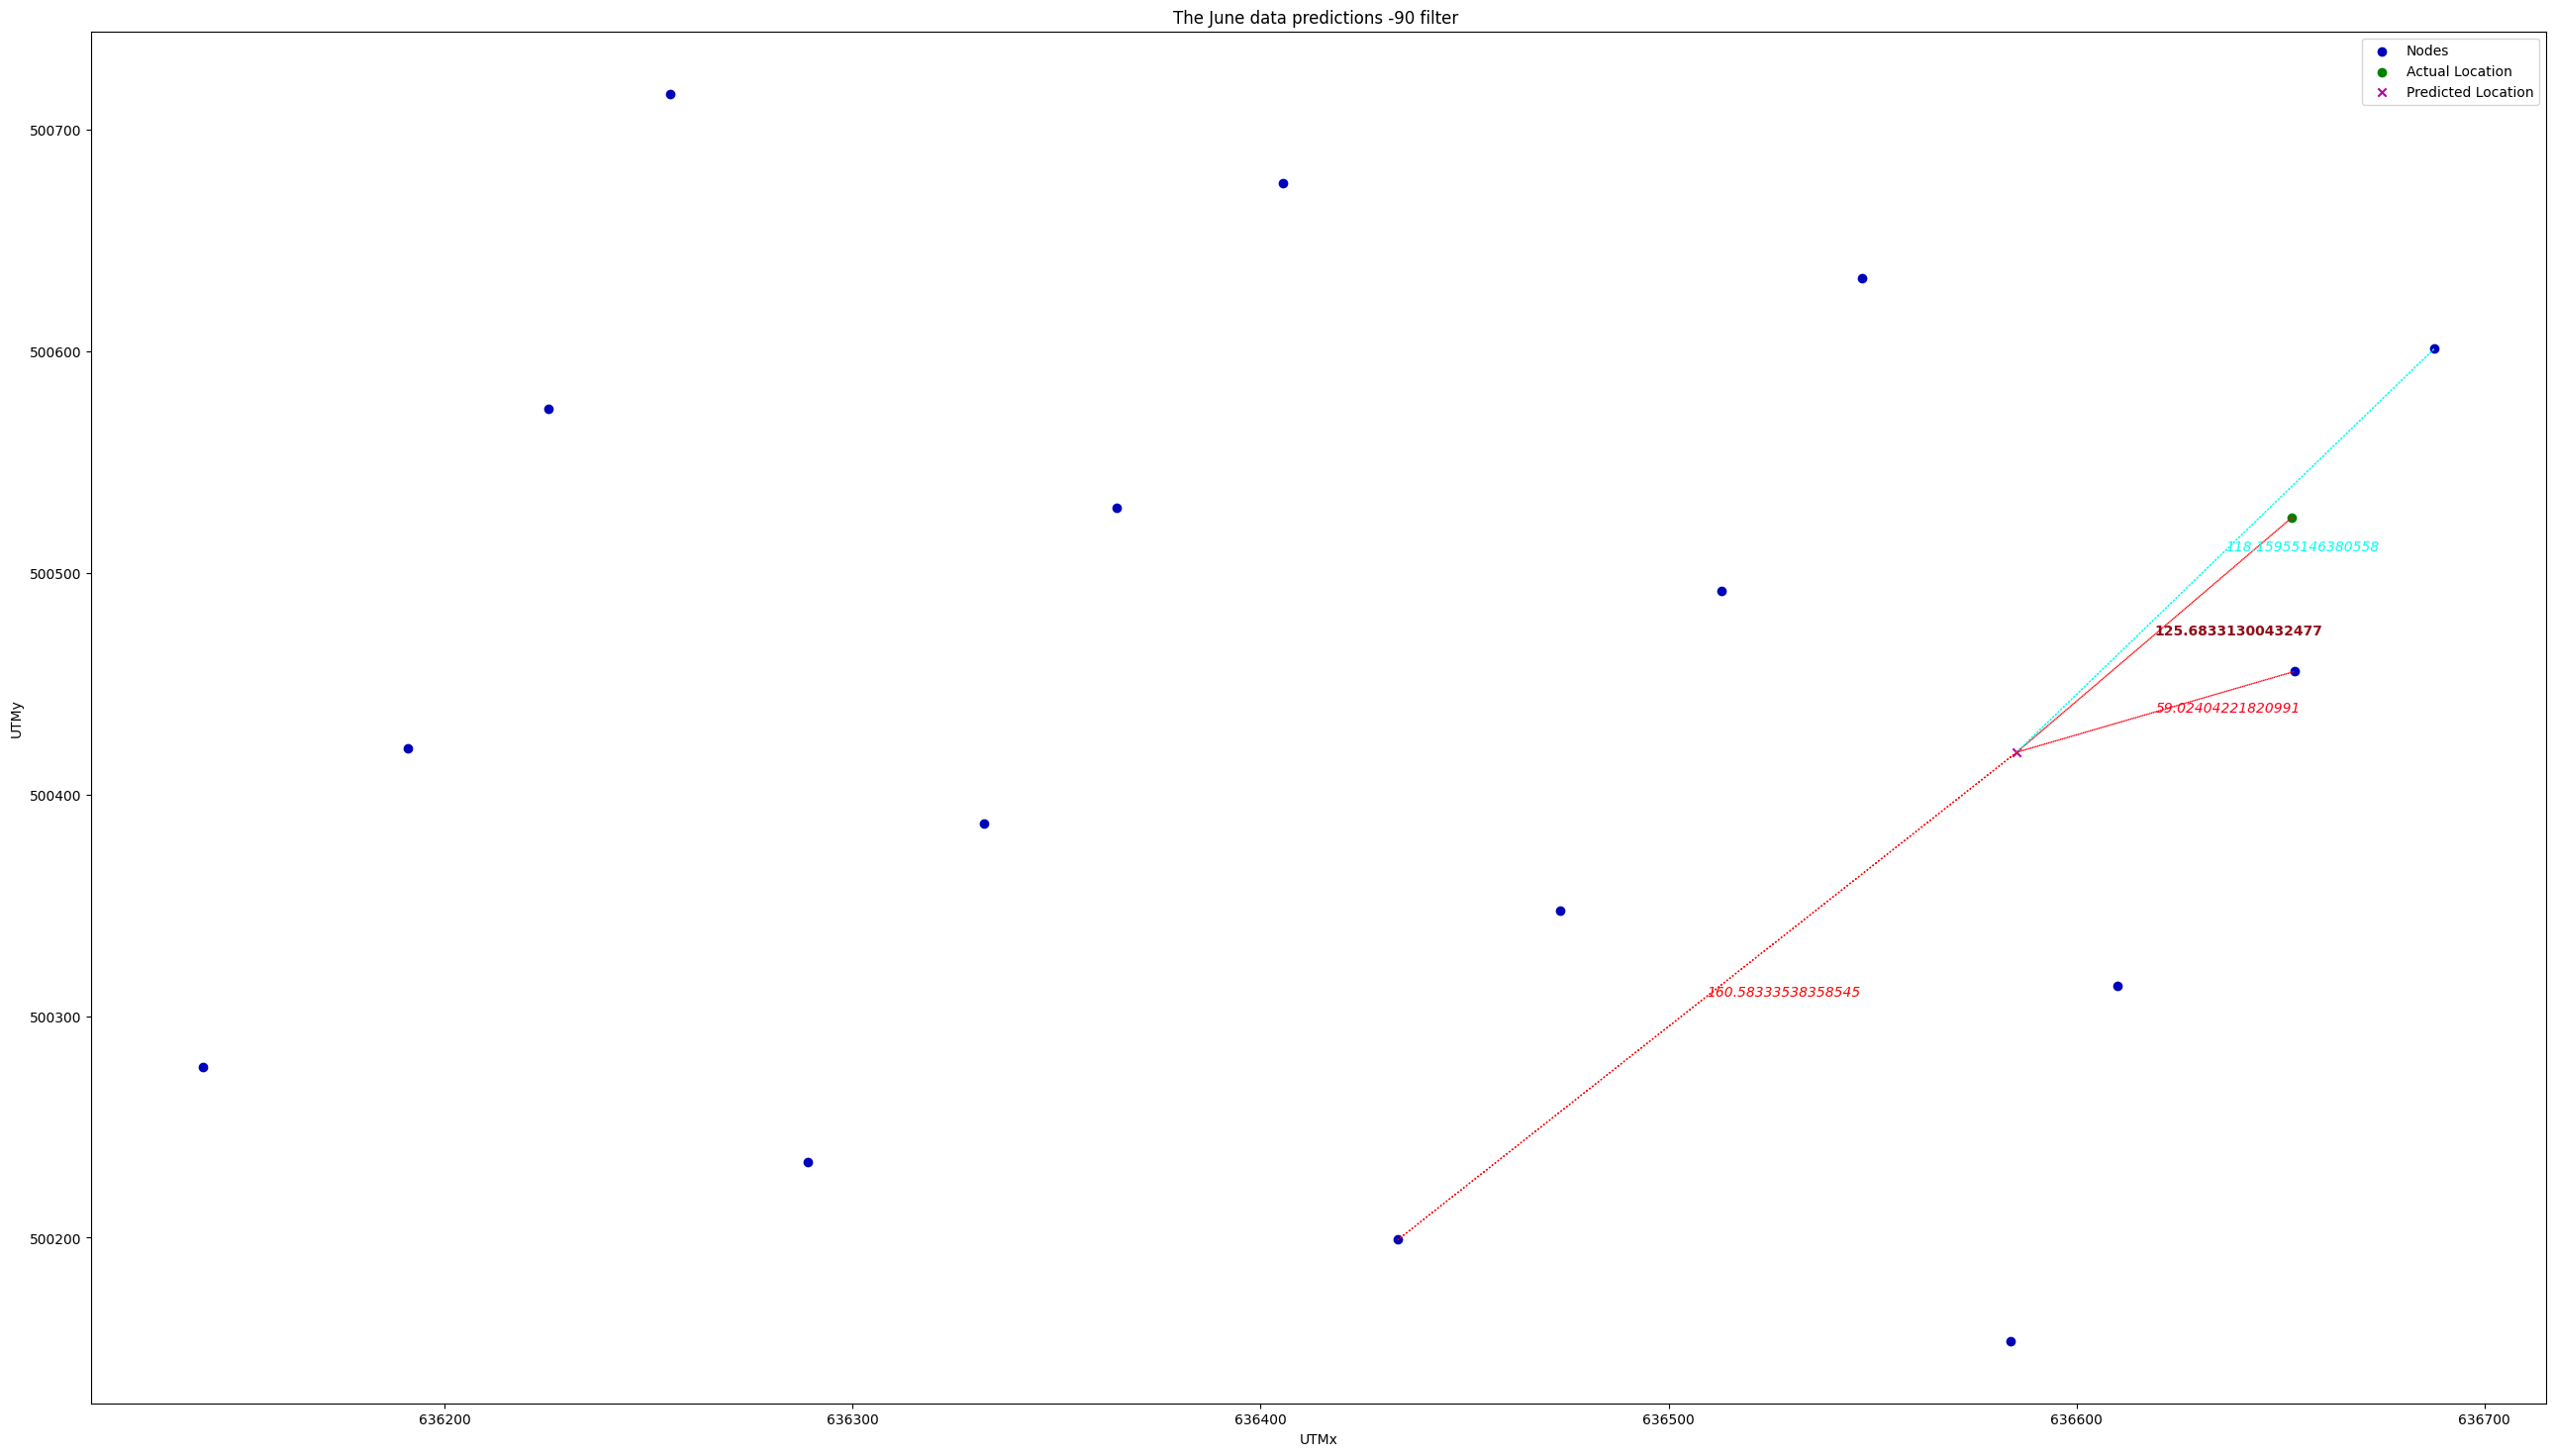 The June data predictions -90 filter
Nodes
Actual Location
Predicted Location
500700
500600
500500
500400
500300
500200
UTMy
118.15955146380558
125.68331300432477
59.02404221820991
160.58333538358545
636200
636300
636400
636500
636600
636700
UTMx